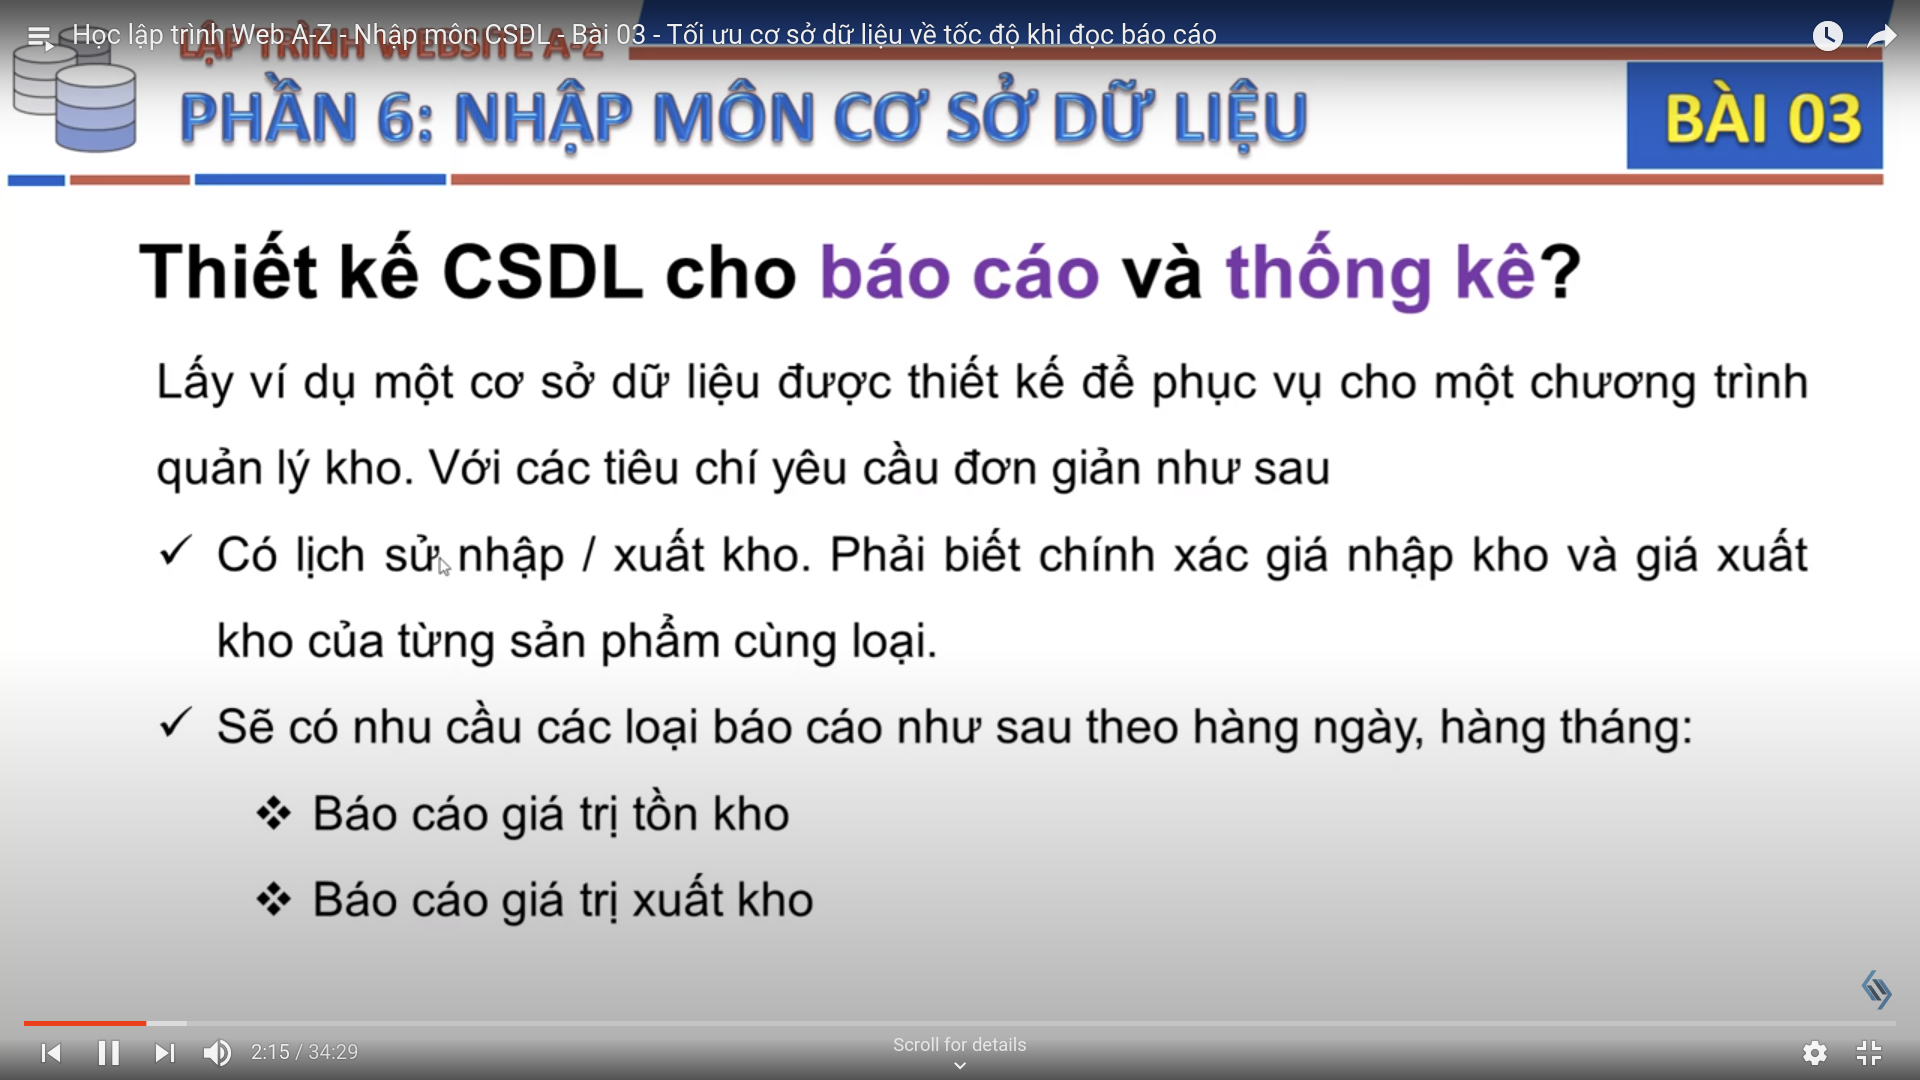 Học lập trình Web A-Z - Nhập môn CSDL - Bài 03 - Tối ưu cơ sở dữ liệu về tốc độ khi đọc báo cáo
LẬP TRÌNH WEBSITE A-Z
PHẦN 6: NHẬP MÔN CƠ SỞ DỮ LIỆU
BÀI 03
Thiết kế CSDL cho báo cáo và thống kê?
Lấy ví dụ một cơ sở dữ liệu được thiết kế để phục vụ cho một chương trình
quản lý kho. Với các tiêu chí yêu cầu đơn giản như sau
✓ Có lịch sử nhập / xuất kho. Phải biết chính xác giá nhập kho và giá xuất
kho của từng sản phẩm cùng loại.
✓ Sẽ có nhu cầu các loại báo cáo như sau theo hàng ngày, hàng tháng:
❖ Báo cáo giá trị tồn kho
❖ Báo cáo giá trị xuất kho
2:15 / 34:29
Scroll for details